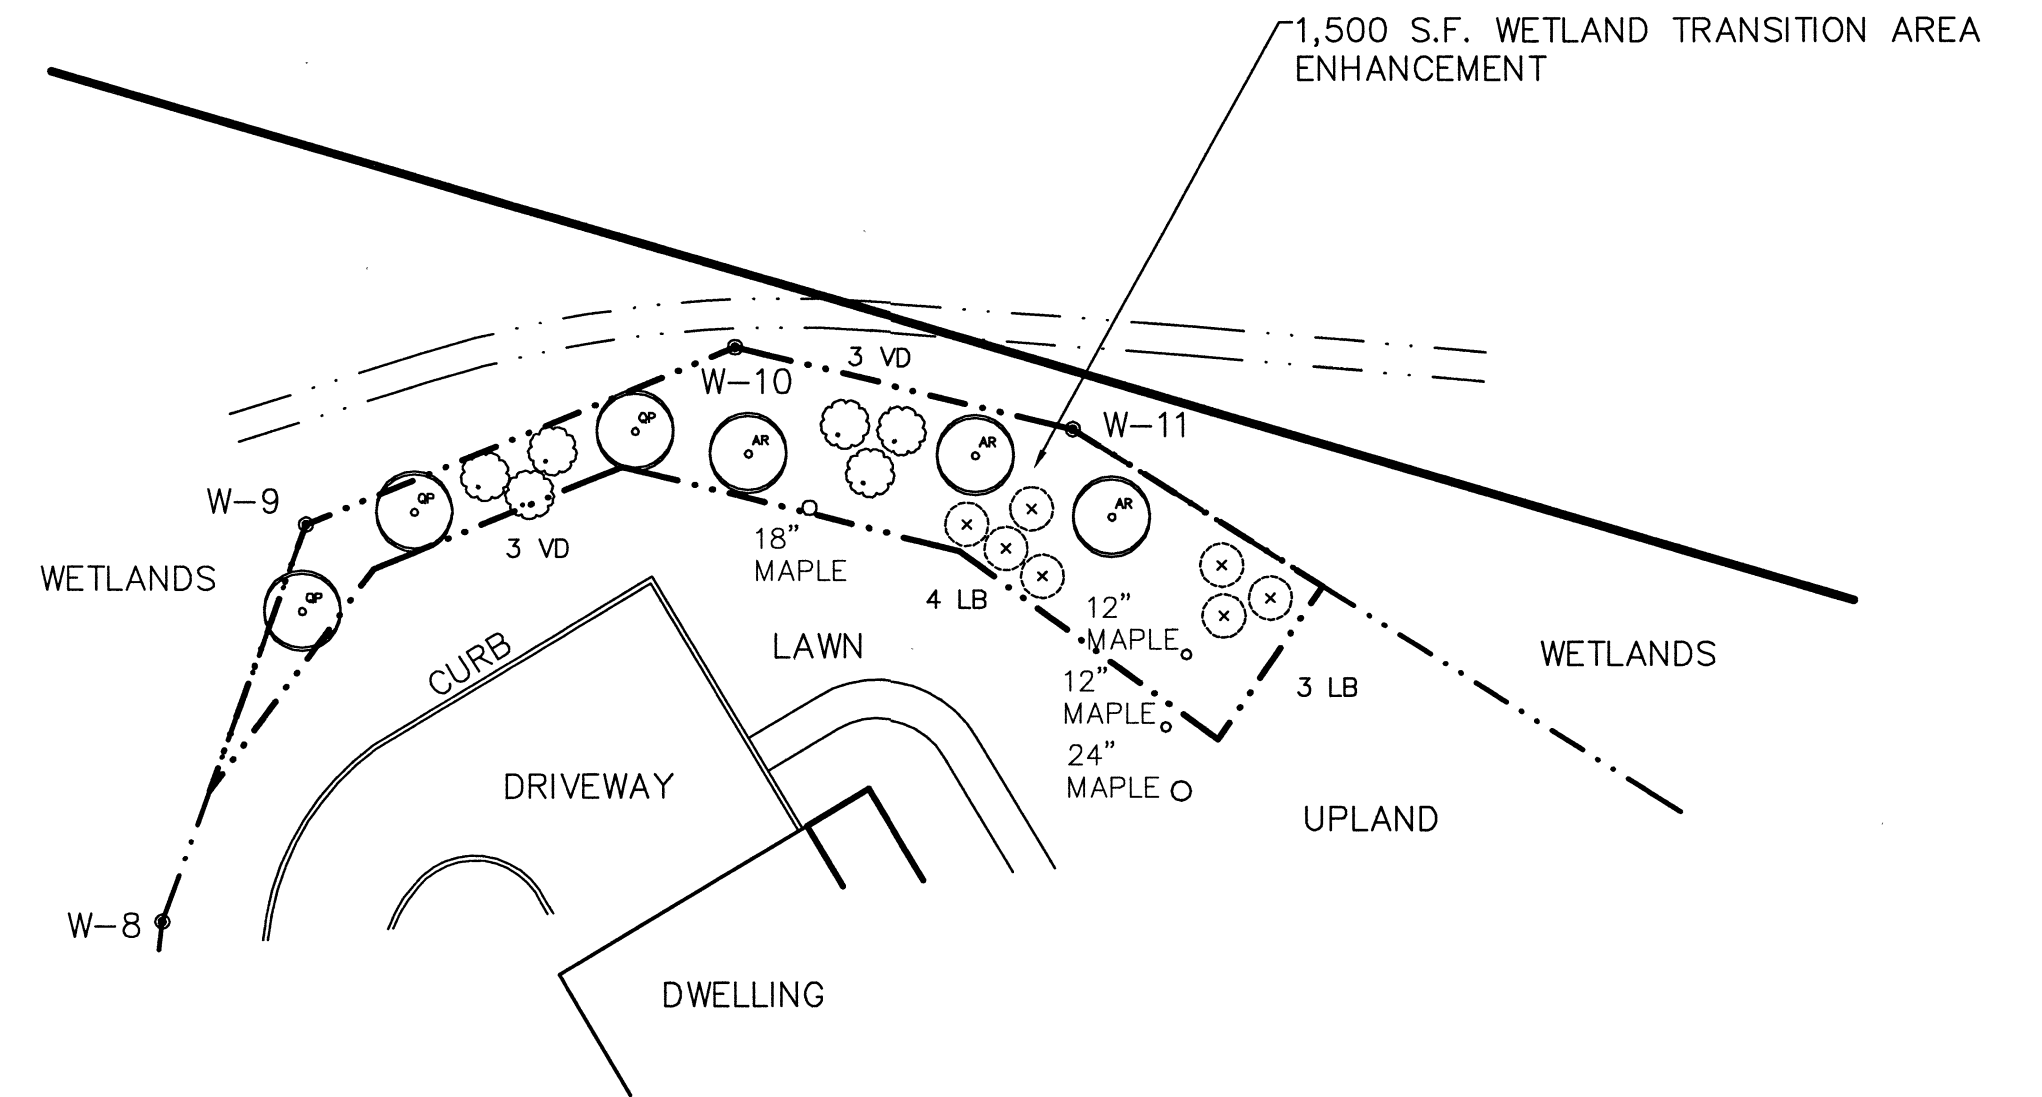 1,500 S.F. WETLAND TRANSITION AREA
ENHANCEMENT
3 VD
W-10
W-11
QP
AR
AR
W-9
QP
AR
18"
MAPLE
3 VD
WETLANDS
QP
4 LB
12"
MAPLE
CURB
LAWN
WETLANDS
12"
MAPLE
3 LB
24"
MAPLE
DRIVEWAY
UPLAND
W-8
DWELLING